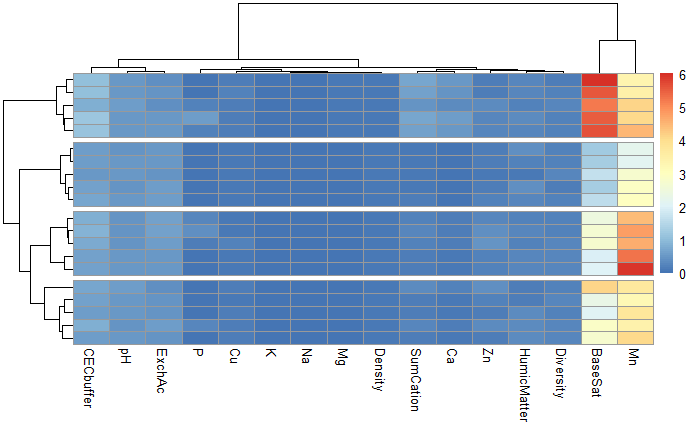 6
5
4
3
2
1
0
CECbuffer
pH
ExchAc
P
Cu
K
Na
Mg
Density
SumCation
Ca
Zn
HumicMatter
Diversity
BaseSat
Mn